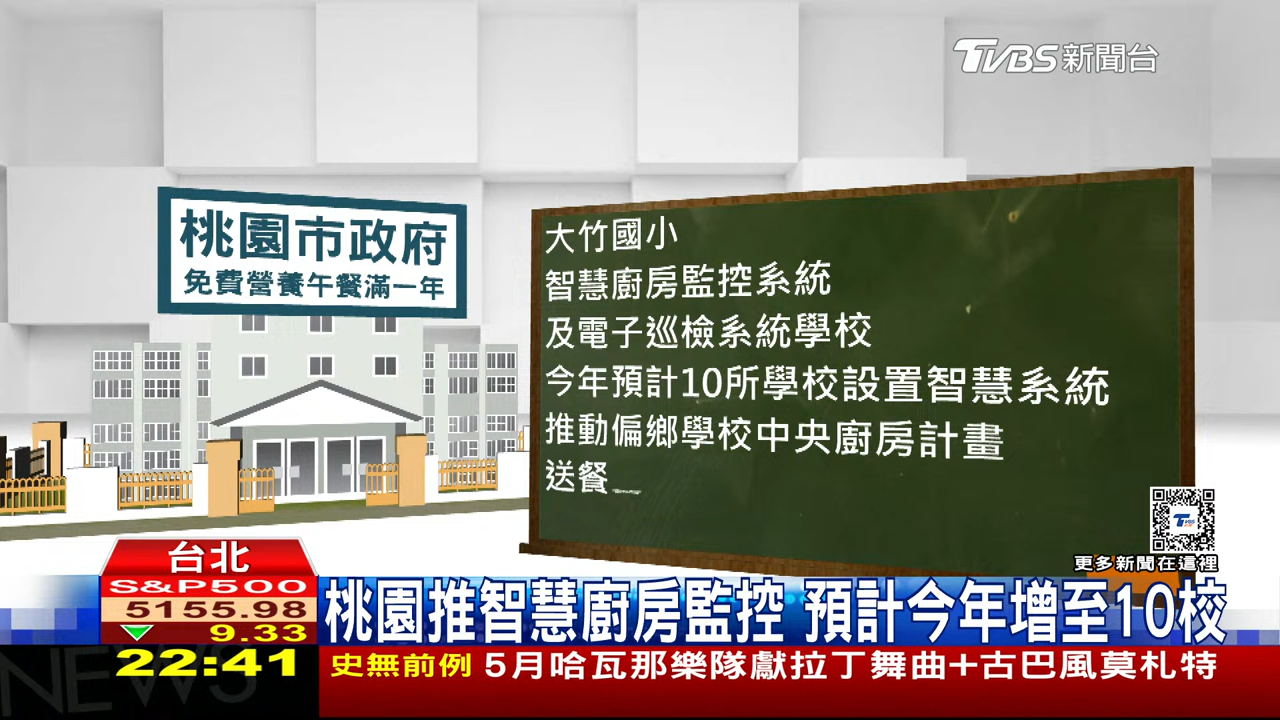 TVBS新聞台
桃園市政府
免費營養午餐滿一年
大竹國小
智慧廚房監控系統
及電子巡檢系統學校
今年預計10所學校設置智慧系統
推動偏鄉學校中央廚房計畫
送餐
更多新聞在這裡
台北
S&P500
5155.98
9.33
22:41
桃園推智慧廚房監控 預計今年增至10校
史無前例 5月哈瓦那樂隊獻拉丁舞曲+古巴風莫札特
NEWS